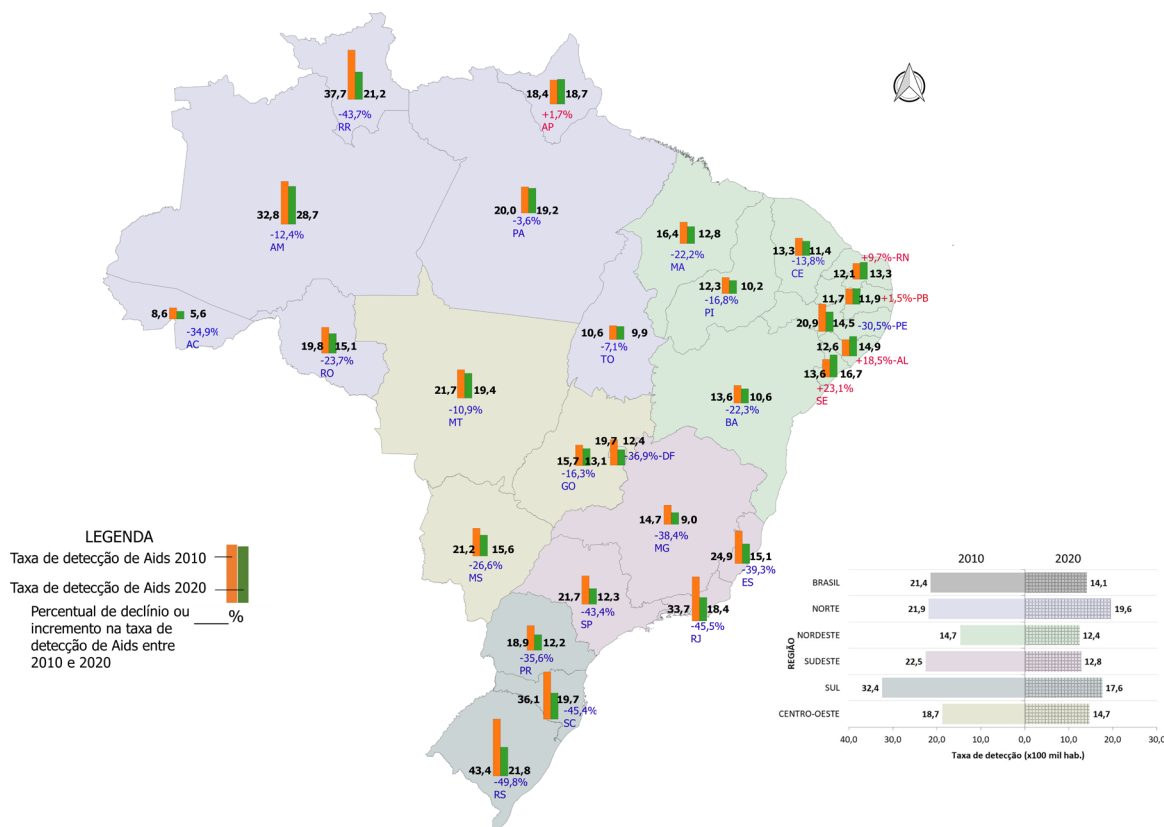 37,7 21,2
-43,7%
RR
18,4 18,7
+1,7%
AP
32,8 28,7
-12,4%
AM
20,0 19,2
-3,6%
PA
16,4 12,8
-22,2%
MA
13,3 11,4
-13,8%
CE
+9,7%-RN
12,1 13,3
12,3 10,2
-16,8%
PI
11,7 11,9 +1,5%-PB
20,9 14,5 -30,5%-PE
8,6 5,6
-34,9%
AC
19,8 15,1
-23,7%
RO
10,6 9,9
-7,1%
TO
12,6 14,9
+18,5%-AL
13,6 16,7
+23,1%
SE
21,7 19,4
-10,9%
MT
13,6 10,6
-22,3%
BA
19,7 12,4
-36,9%-DF
15,7 13,1
-16,3%
GO
14,7 9,0
-38,4%
MG
21,2 15,6
-26,6%
MS
24,9 15,1
-39,3%
ES
21,7 12,3
-43,4%
SP
33,7 18,4
-45,5%
RJ
18,9 12,2
-35,6%
PR
36,1 19,7
-45,4%
SC
43,4 21,8
-49,8%
RS
LEGENDA
Taxa de detecção de Aids 2010
Taxa de detecção de Aids 2020
Percentual de declínio ou
incremento na taxa de
detecção de Aids entre
2010 e 2020
%
2010 2020
REGIÃO
BRASIL 21,4 14,1
NORTE 21,9 19,6
NORDESTE 14,7 12,4
SUDESTE 22,5 12,8
SUL 32,4 17,6
CENTRO-OESTE 18,7 14,7
40,0 30,0 20,0 10,0 0,0 10,0 20,0 30,0
Taxa de detecção (x100 mil hab.)